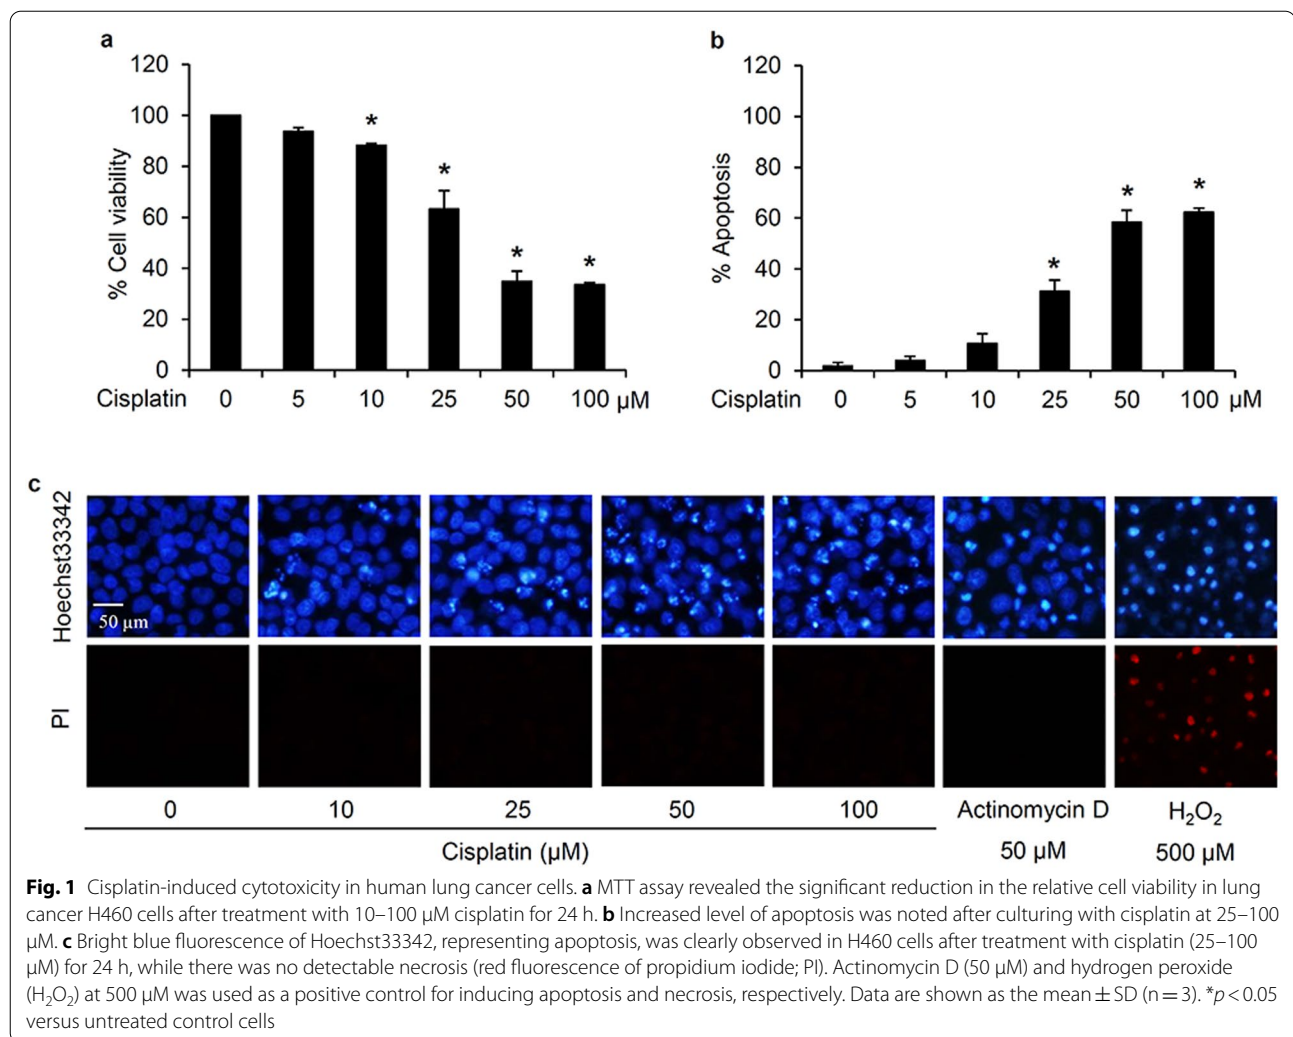 a
120
100
80
60
40
20
0
% Cell viability
* * * *
Cisplatin 0 5 10 25 50 100 µM
b
120
100
80
60
40
20
0
% Apoptosis
* * *
Cisplatin 0 5 10 25 50 100 µM
c
Hoechst33342
50 µm
PI
0 10 25 50 100 Actinomycin D H₂O₂
Cisplatin (µM) 50 µM 500 µM
Fig. 1 Cisplatin-induced cytotoxicity in human lung cancer cells. a MTT assay revealed the significant reduction in the relative cell viability in lung
cancer H460 cells after treatment with 10–100 µM cisplatin for 24 h. b Increased level of apoptosis was noted after culturing with cisplatin at 25–100
µM. c Bright blue fluorescence of Hoechst33342, representing apoptosis, was clearly observed in H460 cells after treatment with cisplatin (25–100
µM) for 24 h, while there was no detectable necrosis (red fluorescence of propidium iodide; PI). Actinomycin D (50 µM) and hydrogen peroxide
(H₂O₂) at 500 µM was used as a positive control for inducing apoptosis and necrosis, respectively. Data are shown as the mean ± SD (n = 3). *p < 0.05
versus untreated control cells